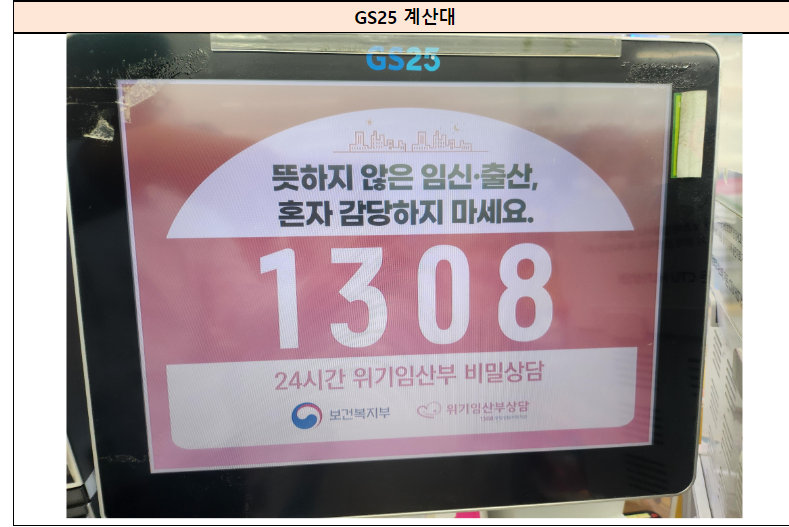 GS25 계산대
GS25
뜻하지 않은 임신·출산,
혼자 감당하지 마세요.
1308
24시간 위기임산부 비밀상담
보건복지부
위기임산부상담